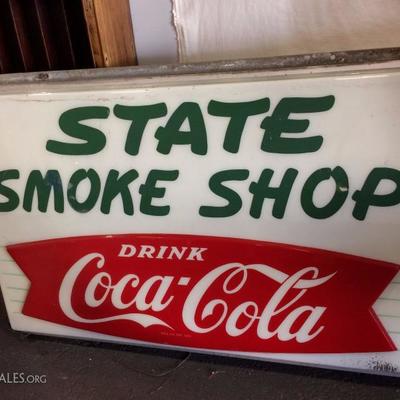 STATE
SMOKE SHOP
DRINK
Coca-Cola
ALES.ORG